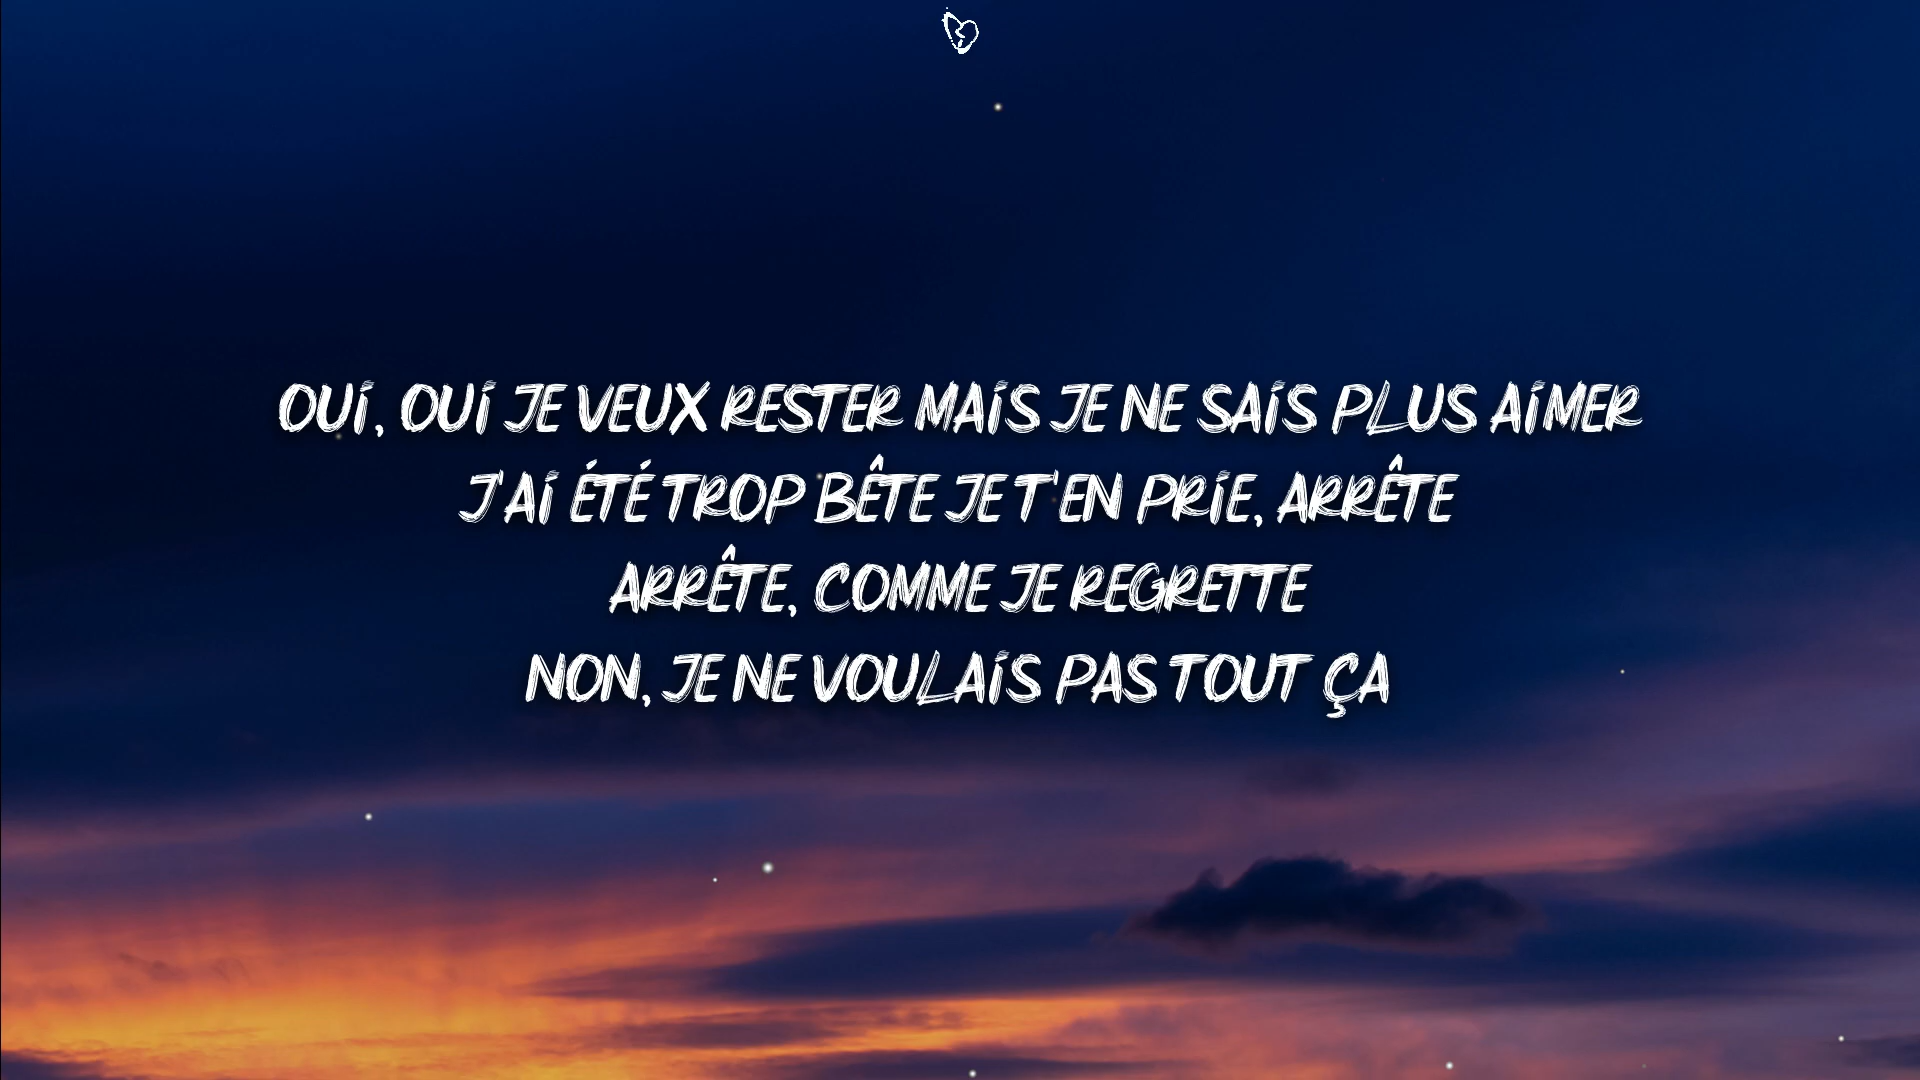 OUI, OUI JE VEUX RESTER MAIS JE NE SAIS PLUS AIMER
J'AI ÉTÉ TROP BÊTE JE T'EN PRIE, ARRÊTE
ARRÊTE, COMME JE REGRETTE
NON, JE NE VOULAIS PAS TOUT ÇA